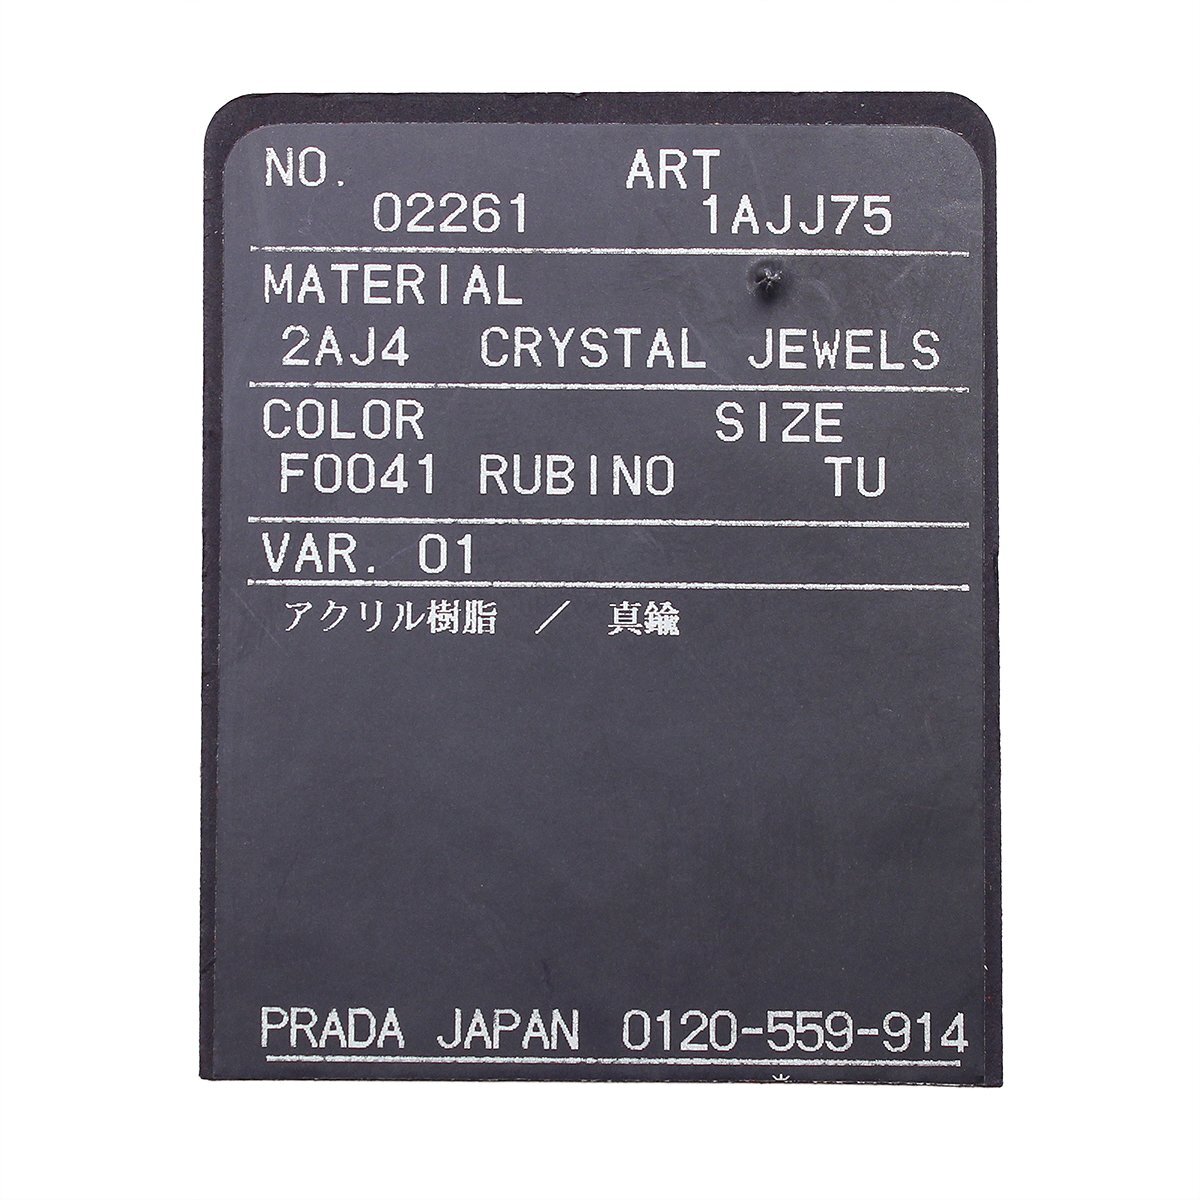 NO. ART
02261 1AJJ75
MATERIAL
2AJ4 CRYSTAL JEWELS
COLOR SIZE
F0041 RUBINO TU
VAR. 01
アクリル樹脂 ／ 真鍮
PRADA JAPAN 0120-559-914